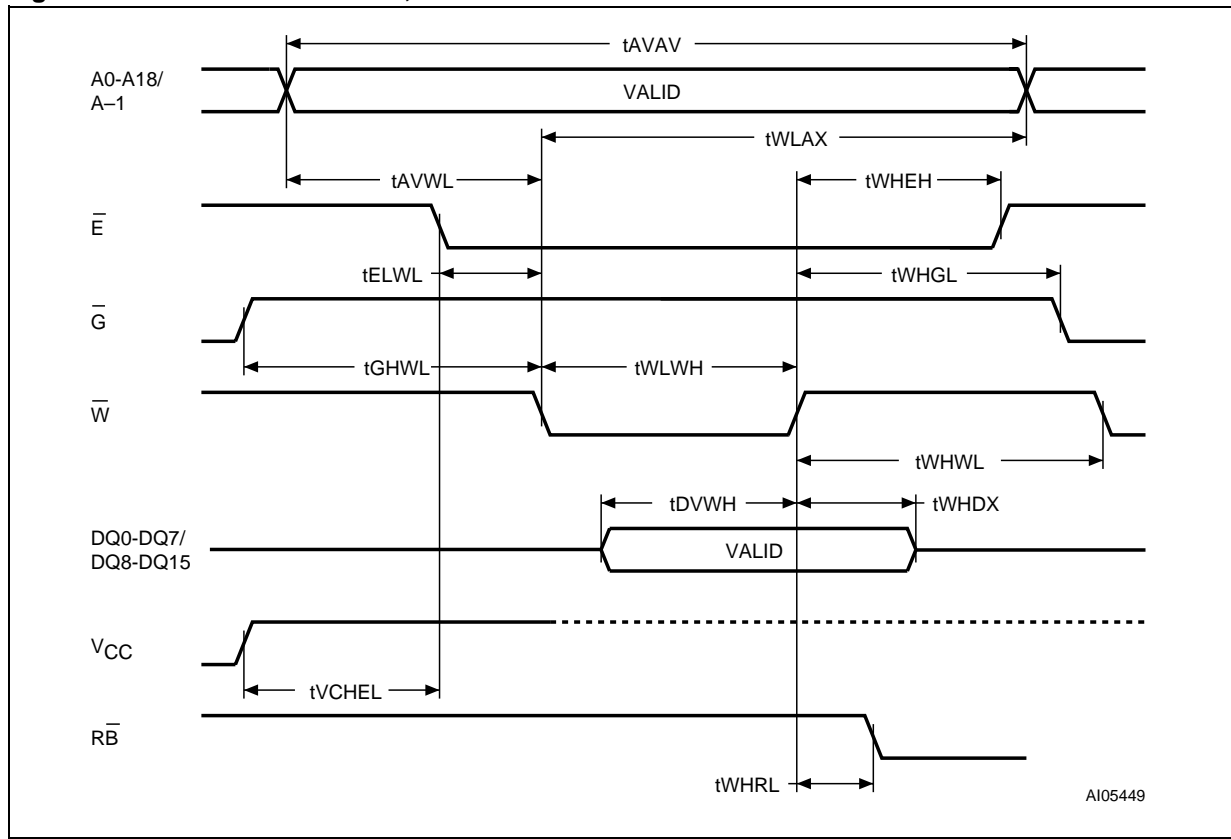 tAVAV
A0-A18/
A–1
VALID
tWLAX
tAVWL
tWHEH
E̅
tELWL
tWHGL
G̅
tGHWL
tWLWH
W̅
tWHWL
tDVWH
tWHDX
DQ0-DQ7/
DQ8-DQ15
VALID
VCC
tVCHEL
RB̅
tWHRL
AI05449